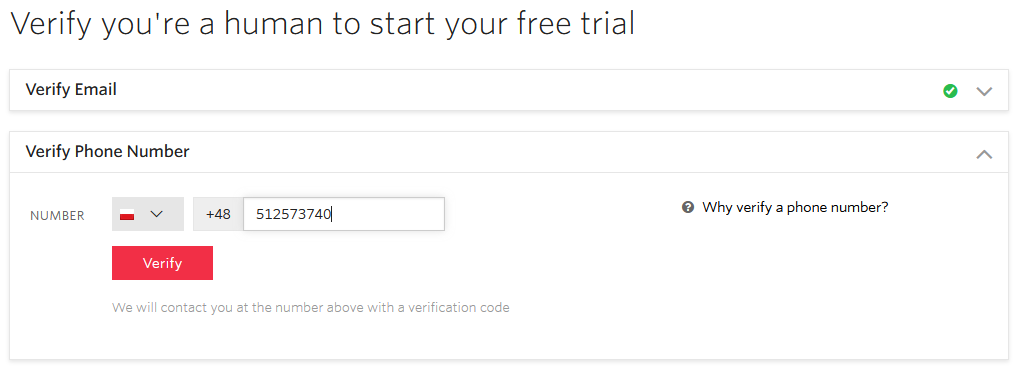 Verify you're a human to start your free trial
Verify Email
Verify Phone Number
NUMBER +48 512573740 Why verify a phone number?
Verify
We will contact you at the number above with a verification code